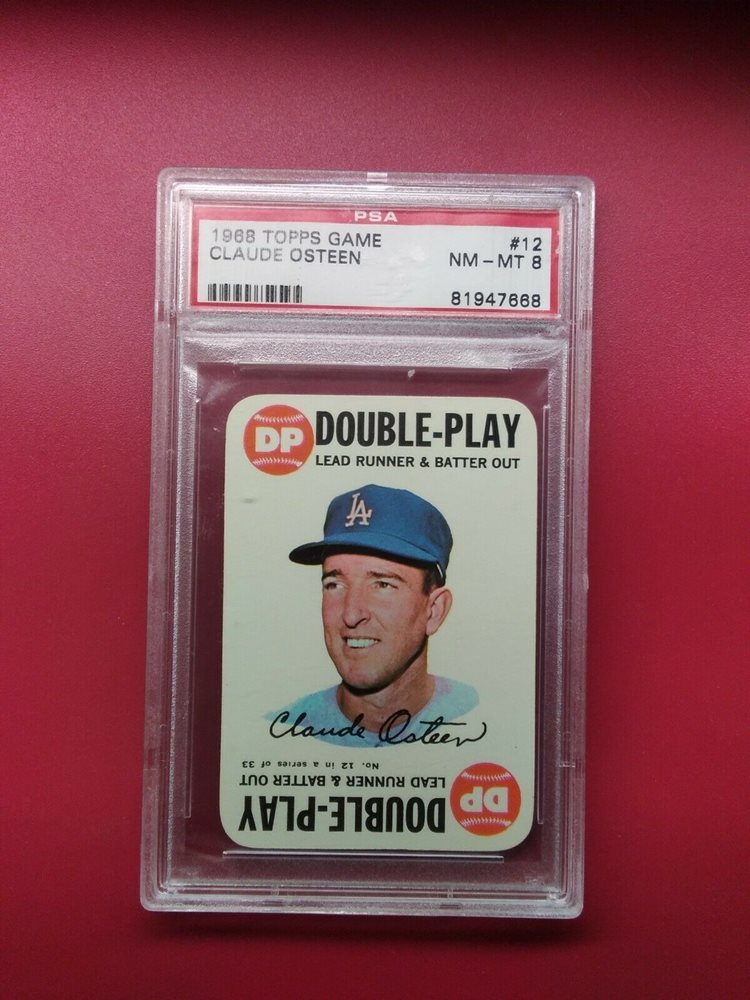 PSA
1968 TOPPS GAME #12
CLAUDE OSTEEN NM - MT 8
81947668
DP DOUBLE-PLAY
LEAD RUNNER & BATTER OUT
LA
Claude Osteen
No. 12 in a series of 33
LEAD RUNNER & BATTER OUT
DP DOUBLE-PLAY